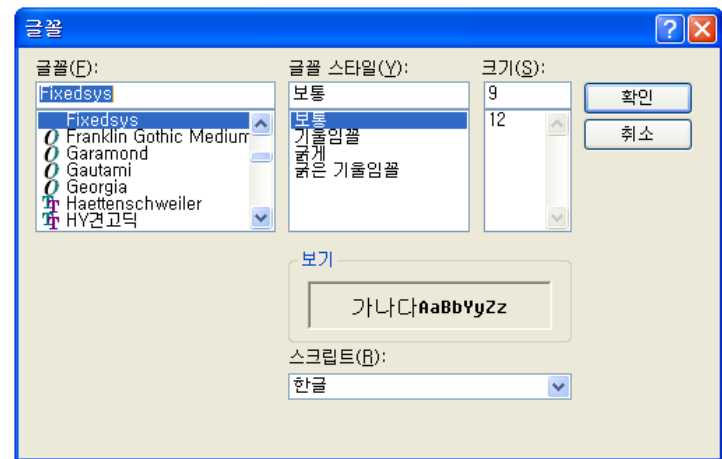 글꼴
글꼴(F):
글꼴 스타일(Y):
크기(S):
Fixedsys
보통
9
확인
Fixedsys
Franklin Gothic Medium
Garamond
Gautami
Georgia
Haettenschweiler
HY견고딕
보통
기울임꼴
굵게
굵은 기울임꼴
12
취소
보기
가나다AaBbYyZz
스크립트(R):
한글